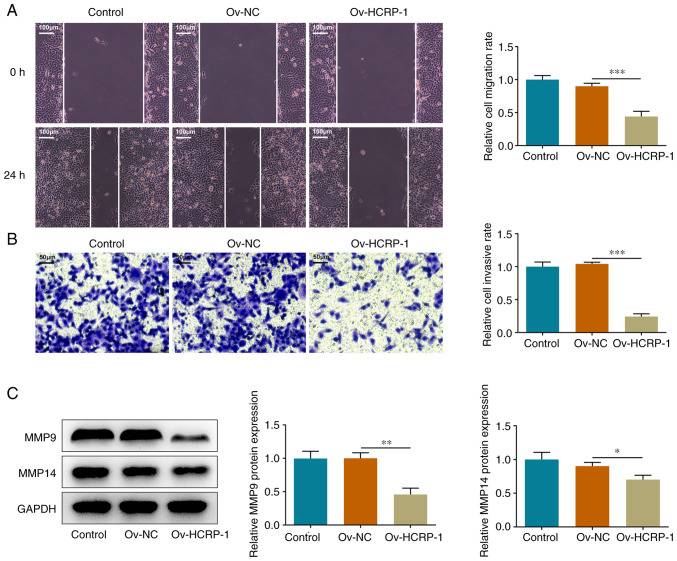 A
Control
Ov-NC
Ov-HCRP-1
0 h
100μm
100μm
100μm
24 h
100μm
100μm
100μm
Relative cell migration rate
1.5
1.0
0.5
0.0
***
Control
Ov-NC
Ov-HCRP-1
B
Control
Ov-NC
Ov-HCRP-1
50μm
50μm
50μm
Relative cell invasive rate
1.5
1.0
0.5
0.0
***
Control
Ov-NC
Ov-HCRP-1
C
MMP9
MMP14
GAPDH
Control
Ov-NC
Ov-HCRP-1
Relative MMP9 protein expression
1.5
1.0
0.5
0.0
**
Control
Ov-NC
Ov-HCRP-1
Relative MMP14 protein expression
1.5
1.0
0.5
0.0
*
Control
Ov-NC
Ov-HCRP-1